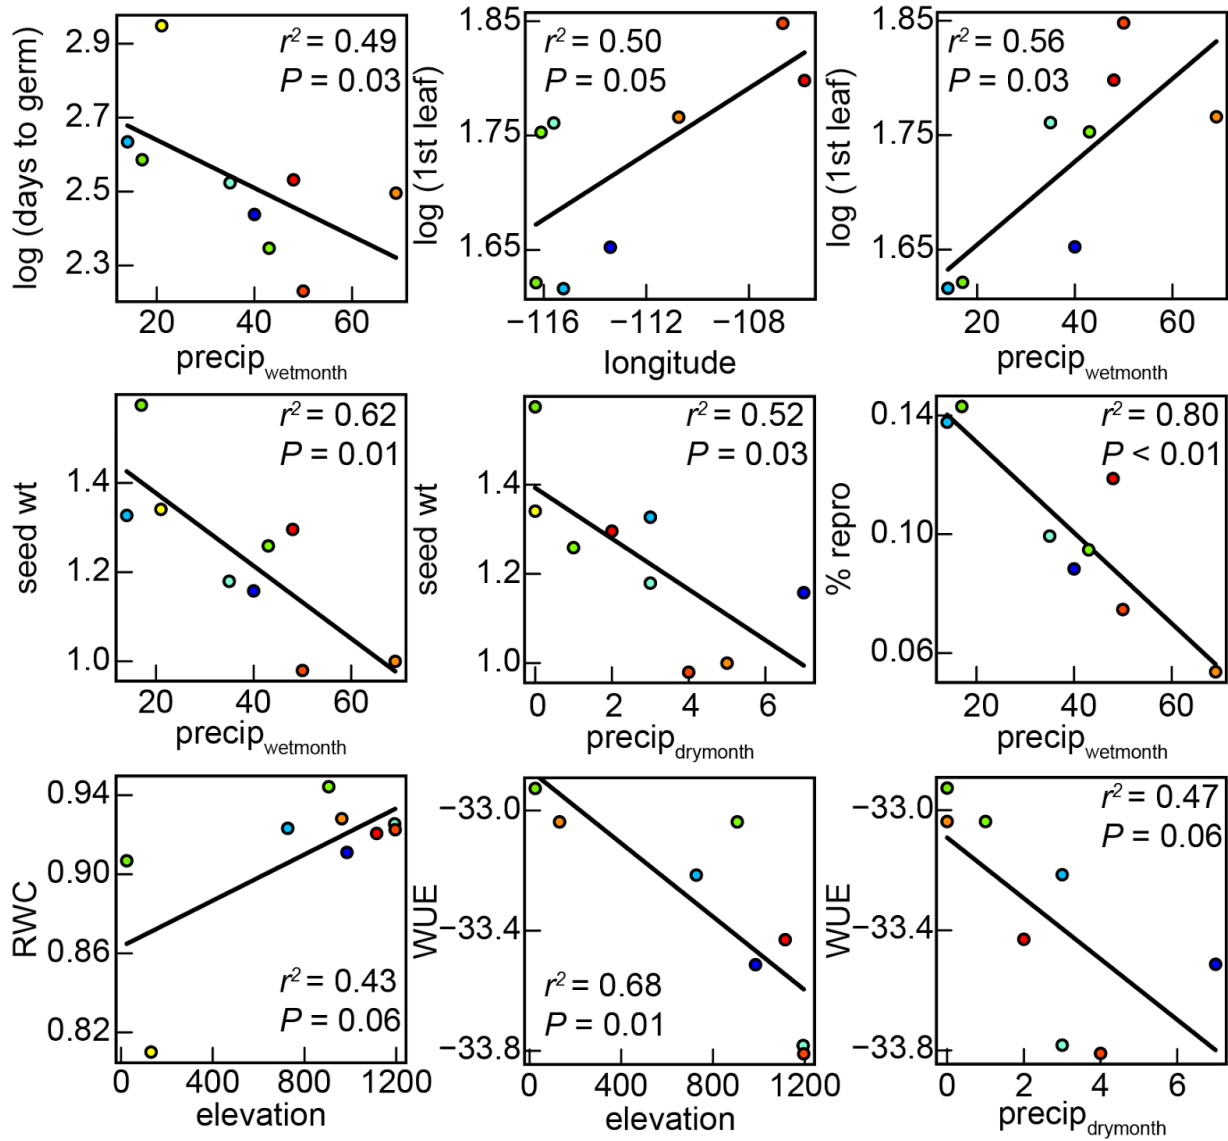 log (days to germ)
2.9
2.7
2.5
2.3
r² = 0.49
P = 0.03
20 40 60
precip_wetmonth
log (1st leaf)
1.85
1.75
1.65
r² = 0.50
P = 0.05
−116 −112 −108
longitude
log (1st leaf)
1.85
1.75
1.65
r² = 0.56
P = 0.03
20 40 60
precip_wetmonth
seed wt
1.4
1.2
1.0
r² = 0.62
P = 0.01
20 40 60
precip_wetmonth
seed wt
1.4
1.2
1.0
r² = 0.52
P = 0.03
0 2 4 6
precip_drymonth
% repro
0.14
0.10
0.06
r² = 0.80
P < 0.01
20 40 60
precip_wetmonth
RWC
0.94
0.90
0.86
0.82
r² = 0.43
P = 0.06
0 400 800 1200
elevation
WUE
−33.0
−33.4
−33.8
r² = 0.68
P = 0.01
0 400 800 1200
elevation
WUE
−33.0
−33.4
−33.8
r² = 0.47
P = 0.06
0 2 4 6
precip_drymonth